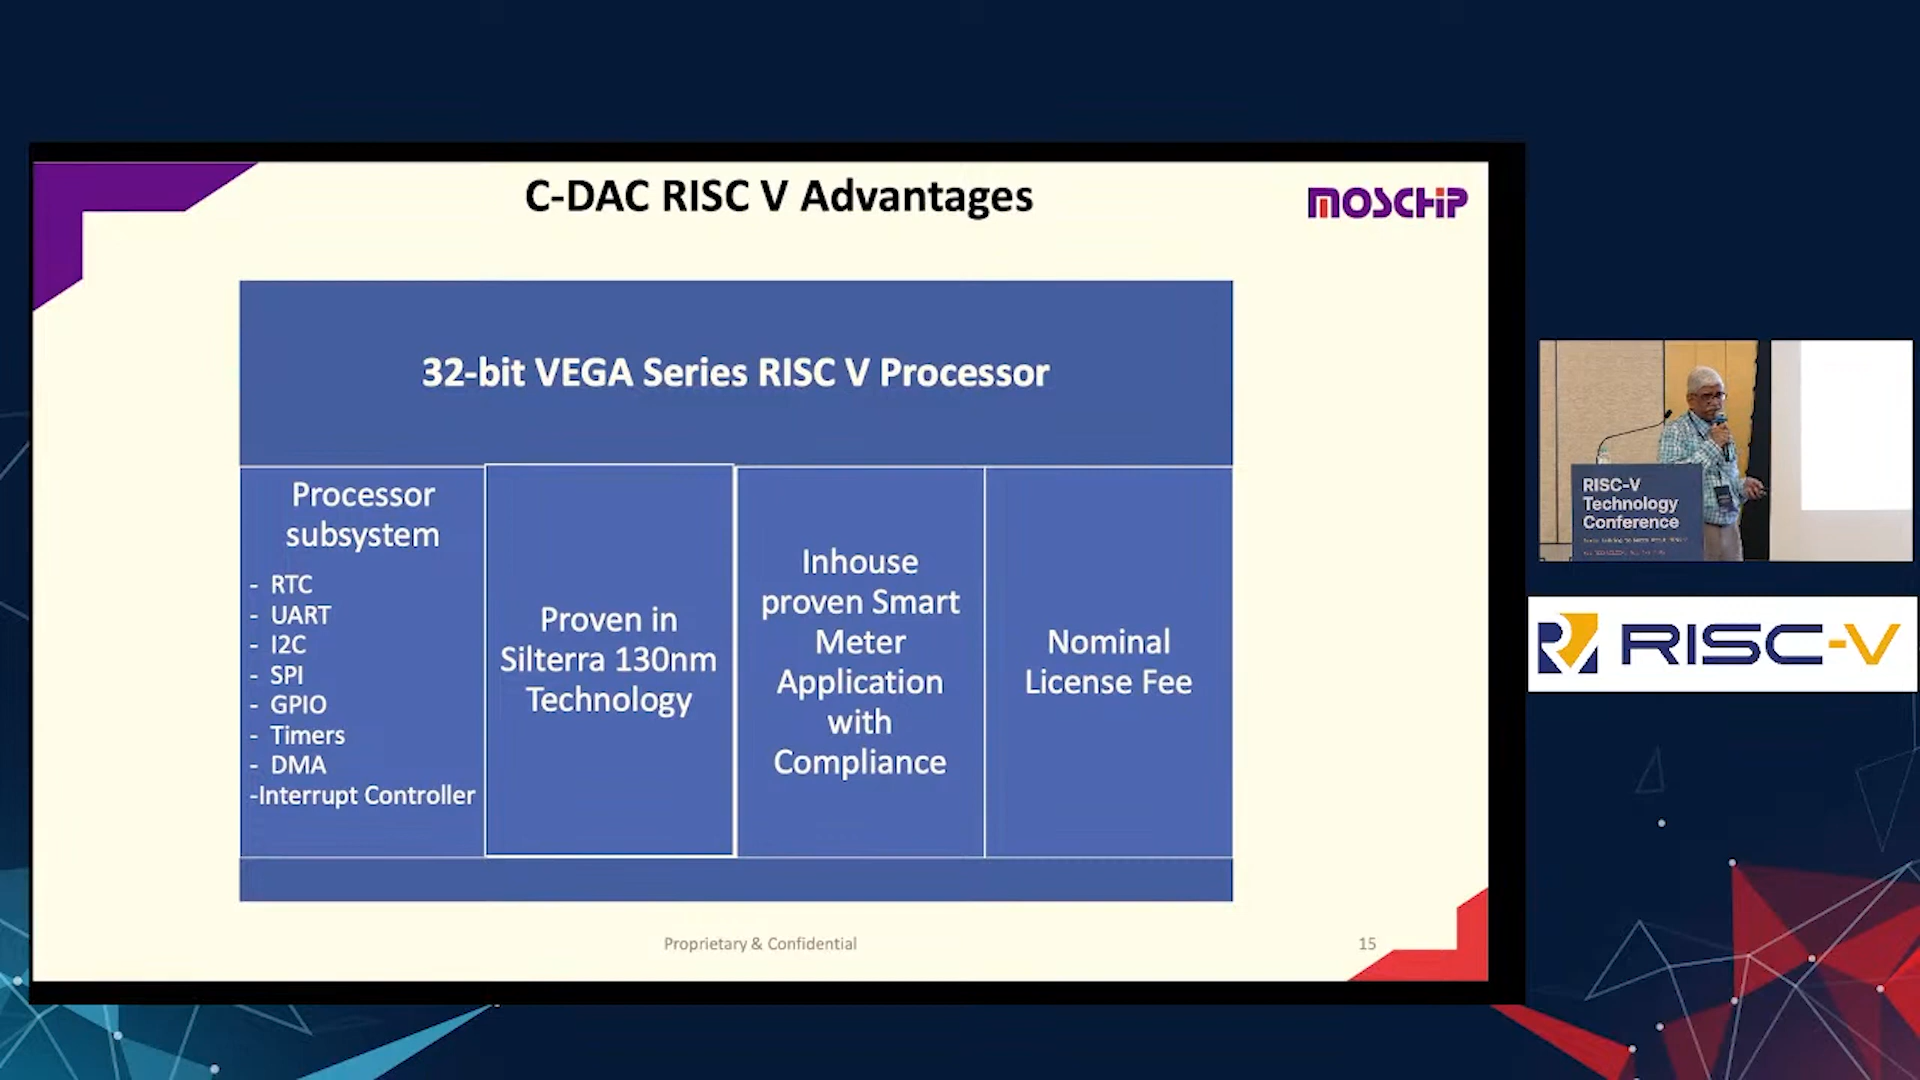 C-DAC RISC V Advantages
MOSCHIP
32-bit VEGA Series RISC V Processor
Processor
subsystem
- RTC
- UART
- I2C
- SPI
- GPIO
- Timers
- DMA
-Interrupt Controller
Proven in
Silterra 130nm
Technology
Inhouse
proven Smart
Meter
Application
with
Compliance
Nominal
License Fee
Proprietary & Confidential
15
RISC-V
Technology
Conference
RISC-V